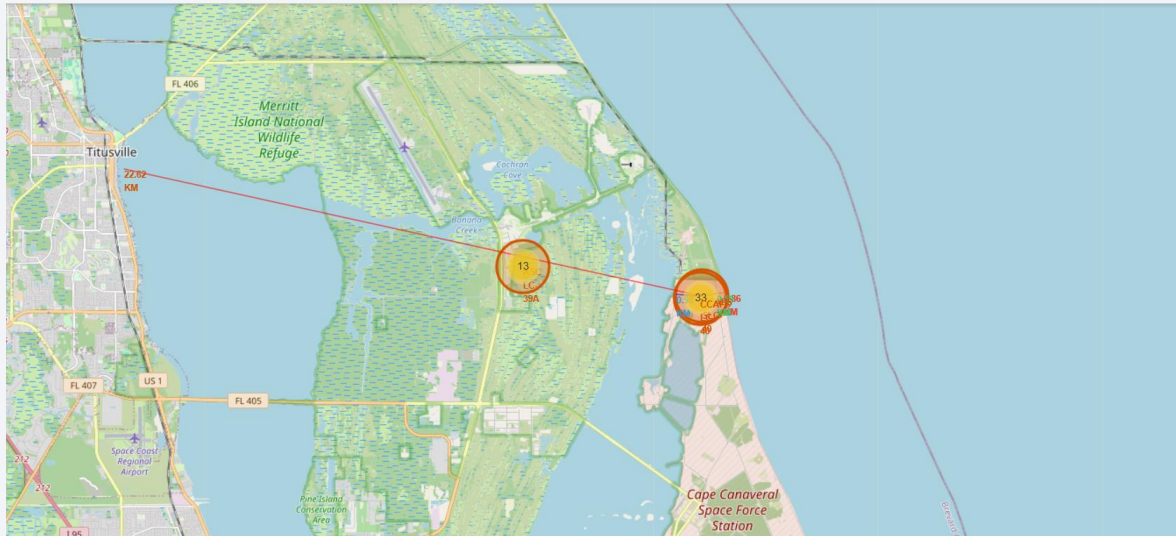 FL 406
Merritt
Island National
Wildlife
Refuge
Titusville
22.62
KM
Cochran
Cove
Banana
Creek
13
LC
39A
33
FL 407
US 1
FL 405
Space Coast
Regional
Airport
212
212
Pine Island
Conservation
Area
I 95
Cape Canaveral
Space Force
Station